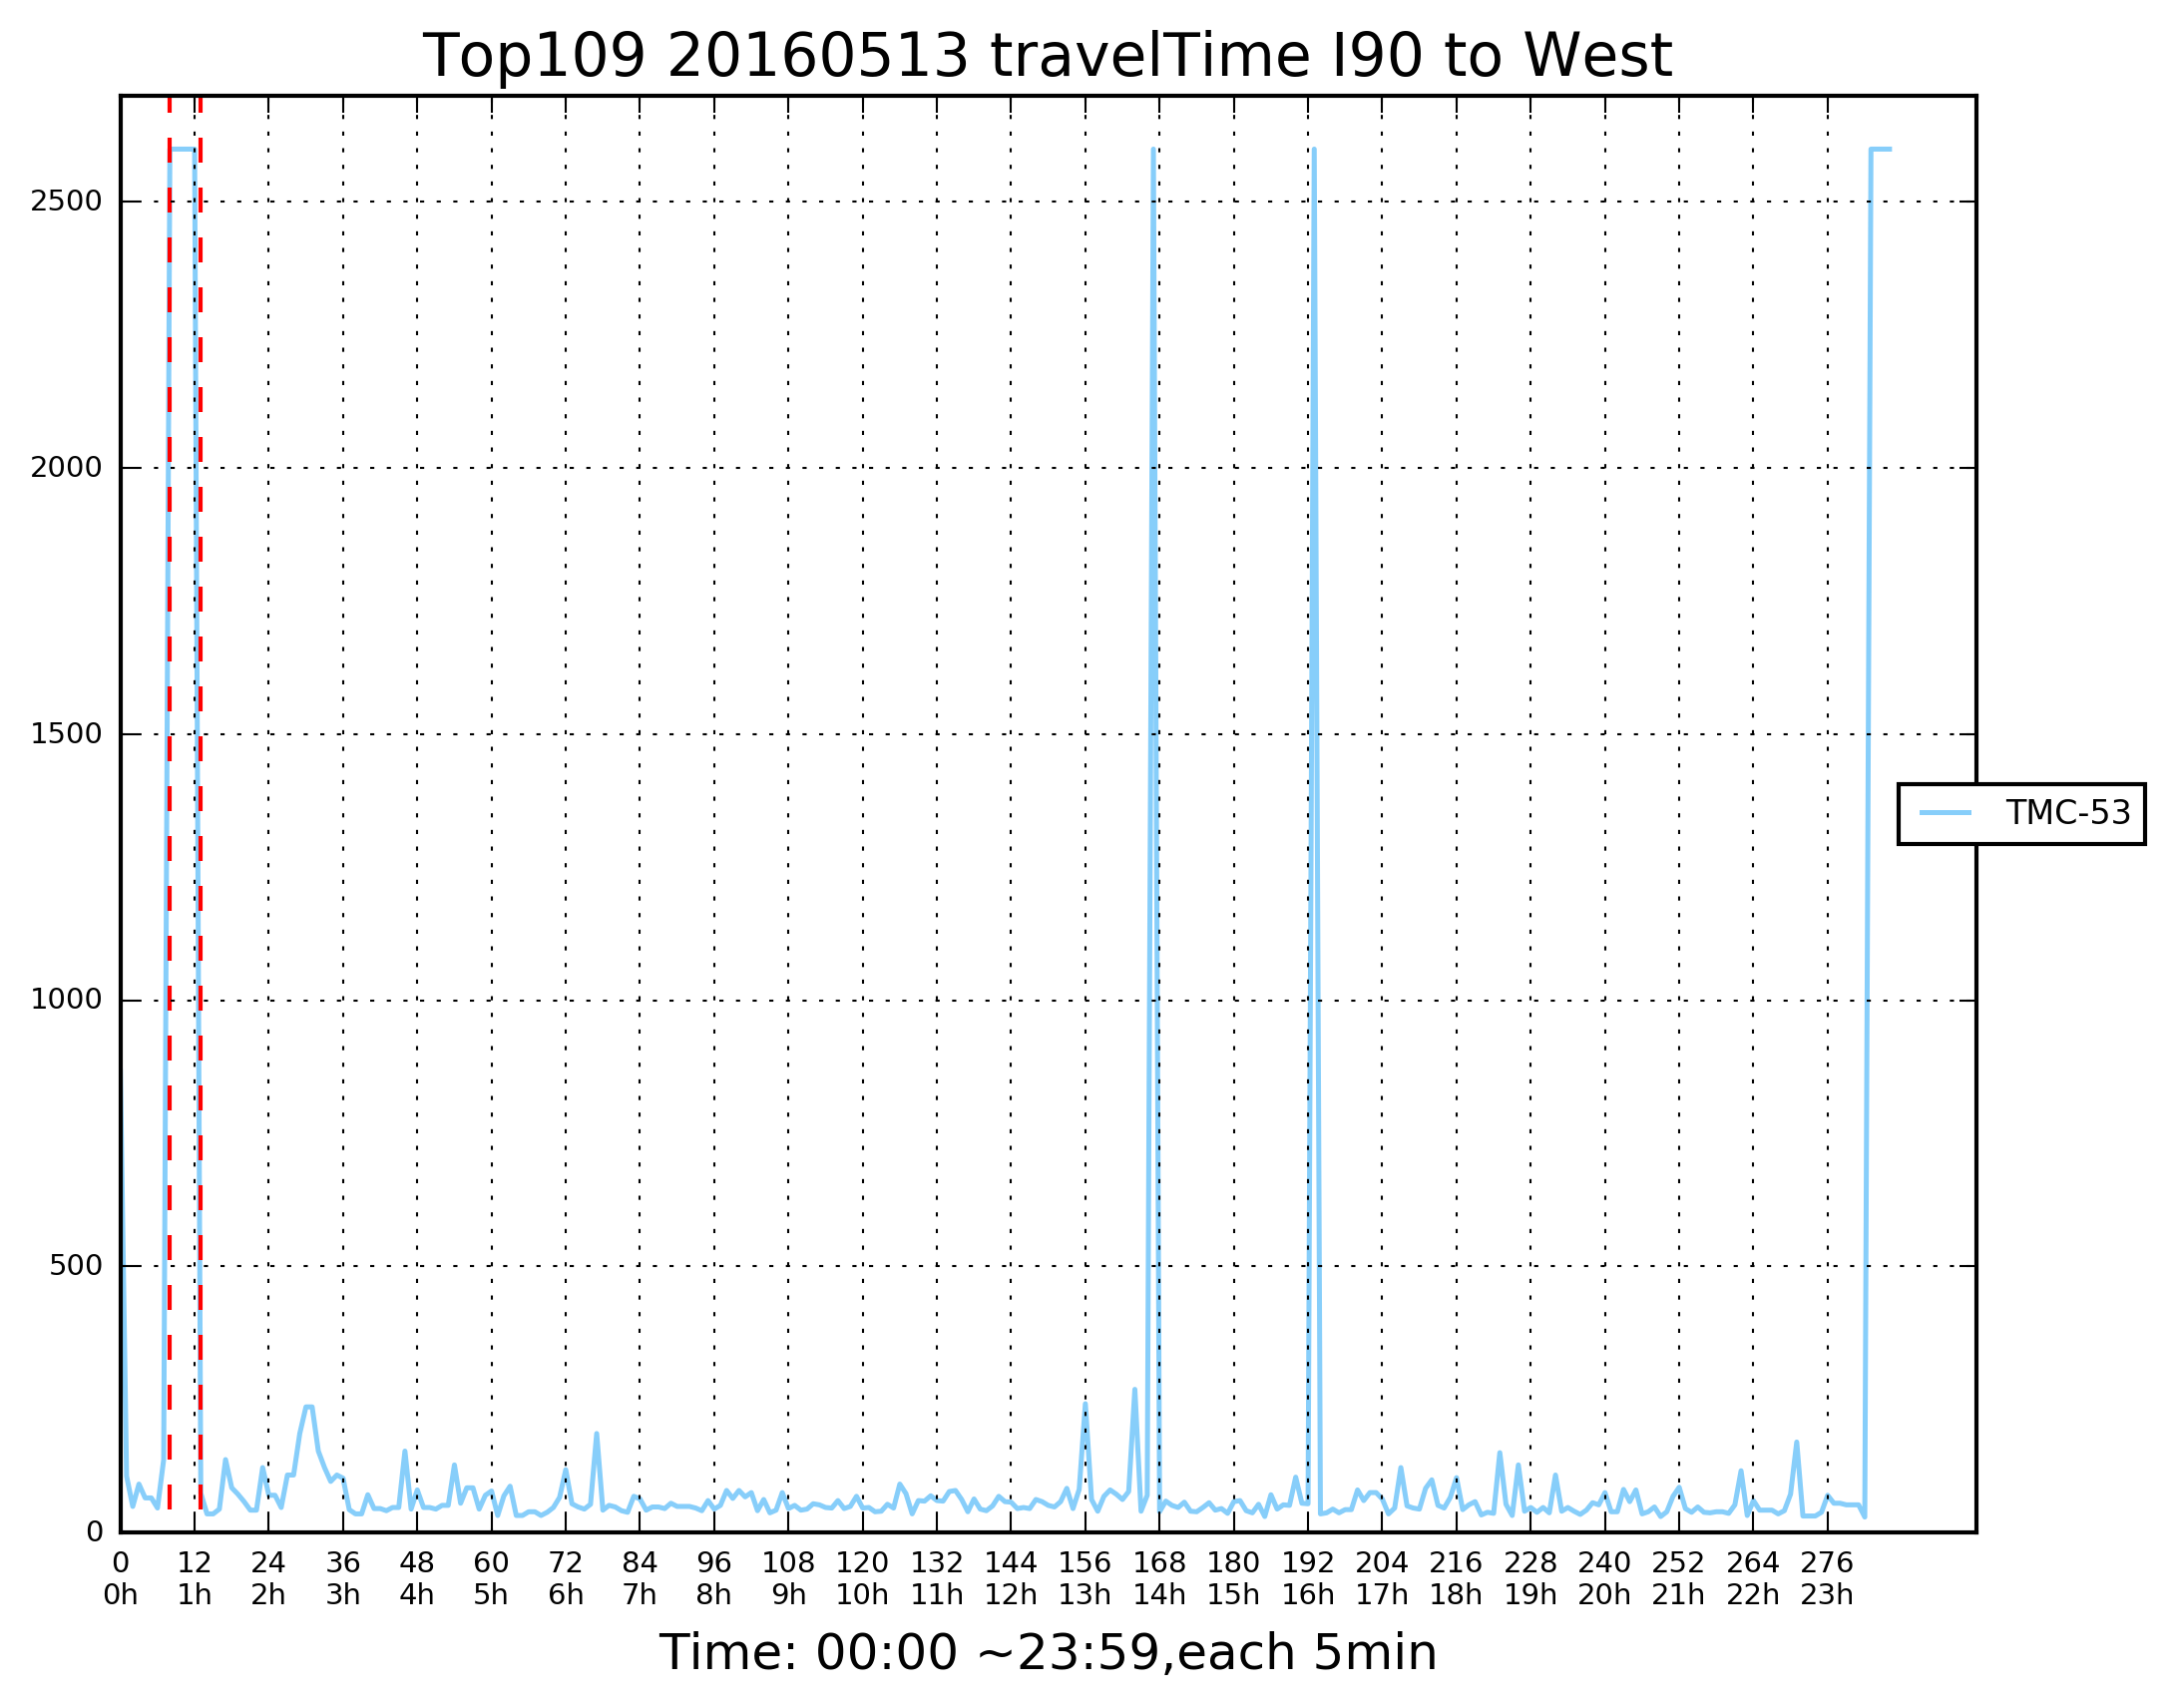 Top109 20160513 travelTime I90 to West
2500
2000
1500
1000
500
0
TMC-53
0 12 24 36 48 60 72 84 96 108 120 132 144 156 168 180 192 204 216 228 240 252 264 276
0h 1h 2h 3h 4h 5h 6h 7h 8h 9h 10h 11h 12h 13h 14h 15h 16h 17h 18h 19h 20h 21h 22h 23h
Time: 00:00 ~23:59,each 5min